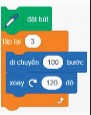 đặt bút
lặp lại 3
di chuyển 100 bước
xoay 120 độ